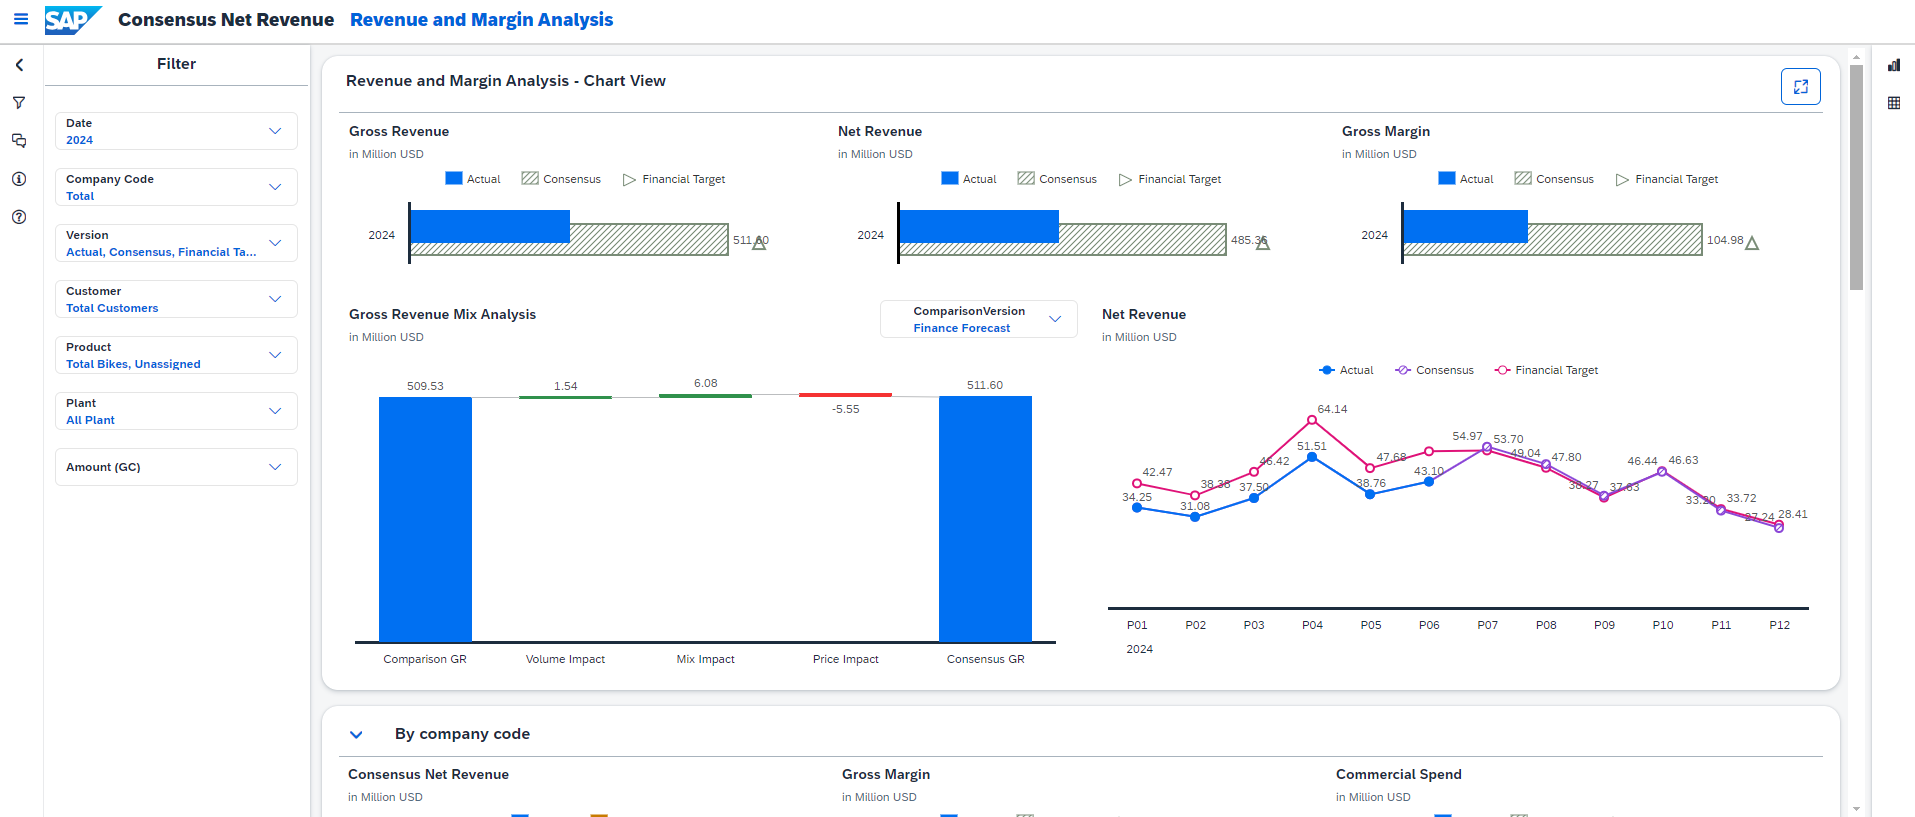 SAP Consensus Net Revenue Revenue and Margin Analysis
Filter
Date
2024
Company Code
Total
Version
Actual, Consensus, Financial Ta...
Customer
Total Customers
Product
Total Bikes, Unassigned
Plant
All Plant
Amount (GC)
Revenue and Margin Analysis - Chart View
Gross Revenue
in Million USD
Actual Consensus Financial Target
2024
511.60
Net Revenue
in Million USD
Actual Consensus Financial Target
2024
485.36
Gross Margin
in Million USD
Actual Consensus Financial Target
2024
104.98
Gross Revenue Mix Analysis
in Million USD
ComparisonVersion
Finance Forecast
509.53 1.54 6.08 -5.55 511.60
Comparison GR Volume Impact Mix Impact Price Impact Consensus GR
Net Revenue
in Million USD
Actual Consensus Financial Target
42.47 38.38 46.42 64.14 47.68 54.97 53.70 49.04 47.80 38.27 37.63 46.44 46.63 33.20 33.72 27.24 28.41
34.25 31.08 37.50 51.51 38.76 43.10
P01 P02 P03 P04 P05 P06 P07 P08 P09 P10 P11 P12
2024
By company code
Consensus Net Revenue
in Million USD
Gross Margin
in Million USD
Commercial Spend
in Million USD